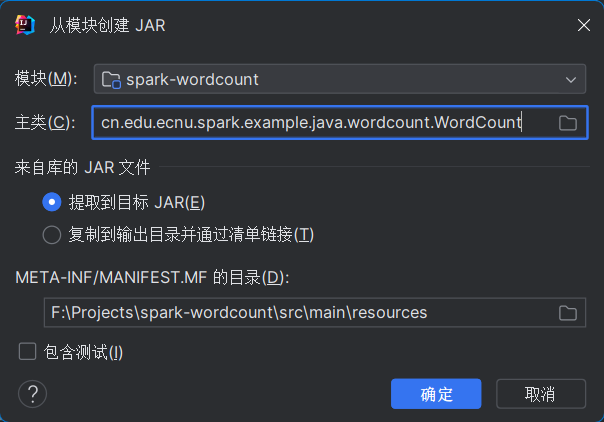 从模块创建 JAR
模块(M): spark-wordcount
主类(C): cn.edu.ecnu.spark.example.java.wordcount.WordCount
来自库的 JAR 文件
提取到目标 JAR(E)
复制到输出目录并通过清单链接(T)
META-INF/MANIFEST.MF 的目录(D):
F:\Projects\spark-wordcount\src\main\resources
包含测试(I)
? 确定 取消